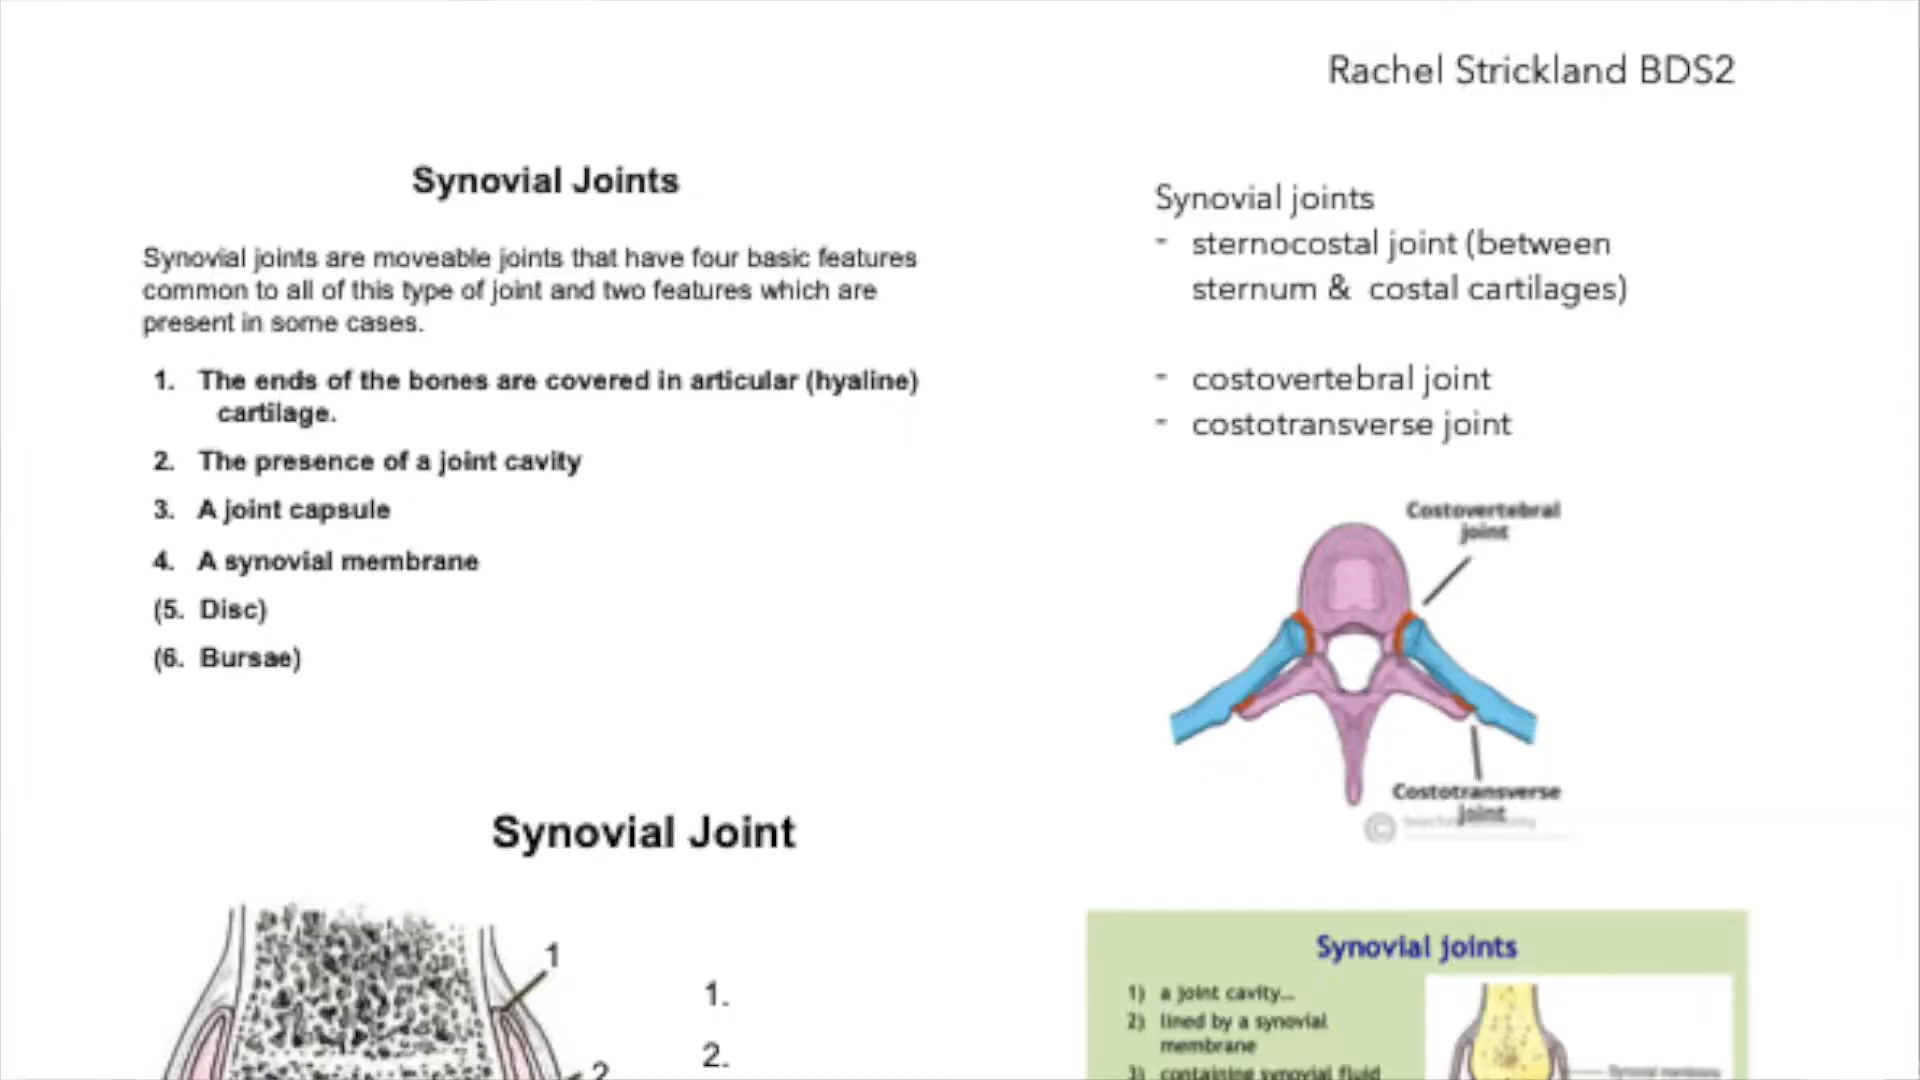 Rachel Strickland BDS2
Synovial Joints
Synovial joints are moveable joints that have four basic features
common to all of this type of joint and two features which are
present in some cases.
1. The ends of the bones are covered in articular (hyaline)
cartilage.
2. The presence of a joint cavity
3. A joint capsule
4. A synovial membrane
(5. Disc)
(6. Bursae)
Synovial joints
- sternocostal joint (between
sternum & costal cartilages)
- costovertebral joint
- costotransverse joint
Costovertebral
joint
Costotransverse
joint
©
Synovial Joint
1
2
1.
2.
Synovial joints
1) a joint cavity...
2) lined by a synovial
membrane
3) containing synovial fluid
Synovial membrane